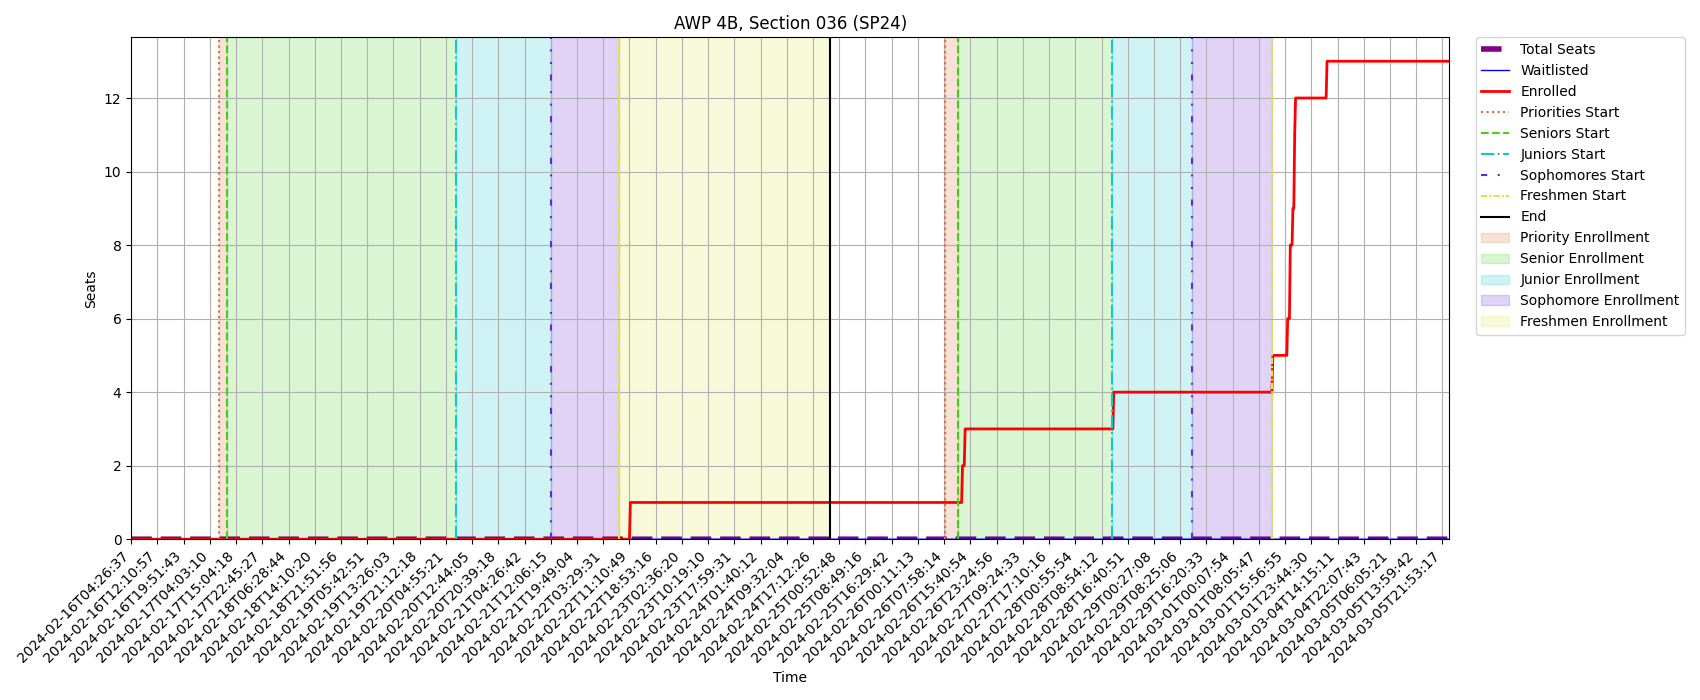 AWP 4B, Section 036 (SP24)
Seats
12
10
8
6
4
2
0
2024-02-16T04:26:37
2024-02-16T12:10:57
2024-02-16T19:51:43
2024-02-17T04:03:10
2024-02-17T15:04:18
2024-02-17T22:45:27
2024-02-18T06:28:44
2024-02-18T14:10:20
2024-02-18T21:51:56
2024-02-19T05:42:51
2024-02-19T13:26:03
2024-02-19T21:12:18
2024-02-20T04:55:21
2024-02-20T12:44:05
2024-02-20T20:39:18
2024-02-21T04:26:42
2024-02-21T12:06:15
2024-02-21T19:49:04
2024-02-22T03:29:31
2024-02-22T11:10:49
2024-02-22T18:53:16
2024-02-23T02:36:20
2024-02-23T10:19:10
2024-02-23T17:59:31
2024-02-24T01:40:12
2024-02-24T09:32:04
2024-02-24T17:12:26
2024-02-25T00:52:48
2024-02-25T08:49:16
2024-02-25T16:29:42
2024-02-26T00:11:13
2024-02-26T07:58:14
2024-02-26T15:40:54
2024-02-26T23:24:56
2024-02-27T09:24:33
2024-02-27T17:10:16
2024-02-28T00:55:54
2024-02-28T08:54:12
2024-02-28T16:40:51
2024-02-29T00:27:08
2024-02-29T08:25:06
2024-02-29T16:20:33
2024-03-01T00:07:54
2024-03-01T08:05:47
2024-03-01T15:56:55
2024-03-01T23:44:30
2024-03-04T14:15:11
2024-03-04T22:07:43
2024-03-05T06:05:21
2024-03-05T13:59:42
2024-03-05T21:53:17
Time
Total Seats
Waitlisted
Enrolled
Priorities Start
Seniors Start
Juniors Start
Sophomores Start
Freshmen Start
End
Priority Enrollment
Senior Enrollment
Junior Enrollment
Sophomore Enrollment
Freshmen Enrollment